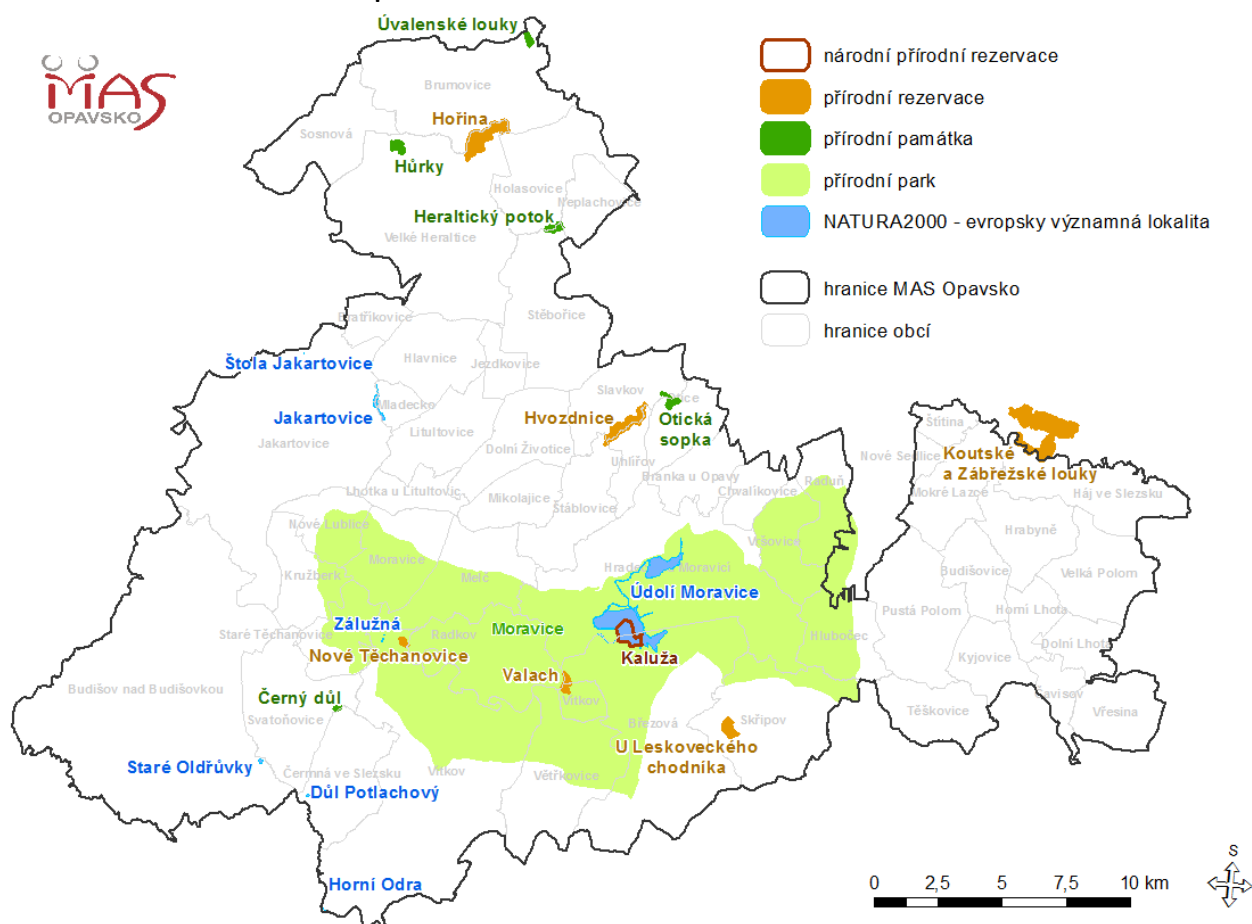 Úvalenské louky
MAS
OPAVSKO
národní přírodní rezervace
přírodní rezervace
přírodní památka
přírodní park
NATURA2000 - evropsky významná lokalita
hranice MAS Opavsko
hranice obcí
Brumovice
Hořina
Sosnová
Hůrky
Holasovice
Neplachovice
Heraltický potok
Velké Heraltice
Stěbořice
Bratříkovice
Štola Jakartovice
Hlavnice
Jezdkovice
Slavkov
Mladecko
Jakartovice
Hvozdnice
Otická
sopka
Litultovice
Jakartovice
Dolní Životice
Uhlířov
Branka u Opavy
Štítina
Nové Sedlice
Koutské
a Zábřežské louky
Mokré Lazce
Háj ve Slezsku
Raduň
Chvalíkovice
Lhotka u Litultovic
Mikolajice
Štáblovice
Nové Lublice
Vršovice
Hrabyně
Moravice
Melč
Hradec
Moravicí
Kružberk
Budišovice
Velká Polom
Údolí Moravice
Zálužná
Staré Těchanovice
Radkov
Moravice
Pustá Polom
Horní Lhota
Hlubočec
Dolní Lhota
Nové Těchanovice
Kaluža
Kyjovice
Valach
Budišov nad Budišovkou
Černý důl
Vítkov
Čavisov
Svatoňovice
Březová
Skřipov
Těškovice
Vřesina
U Leskoveckého
chodníka
Staré Oldřůvky
Čermná ve Slezsku
Vítkov
Větřkovice
Důl Potlachový
Horní Odra
S
0 2,5 5 7,5 10 km